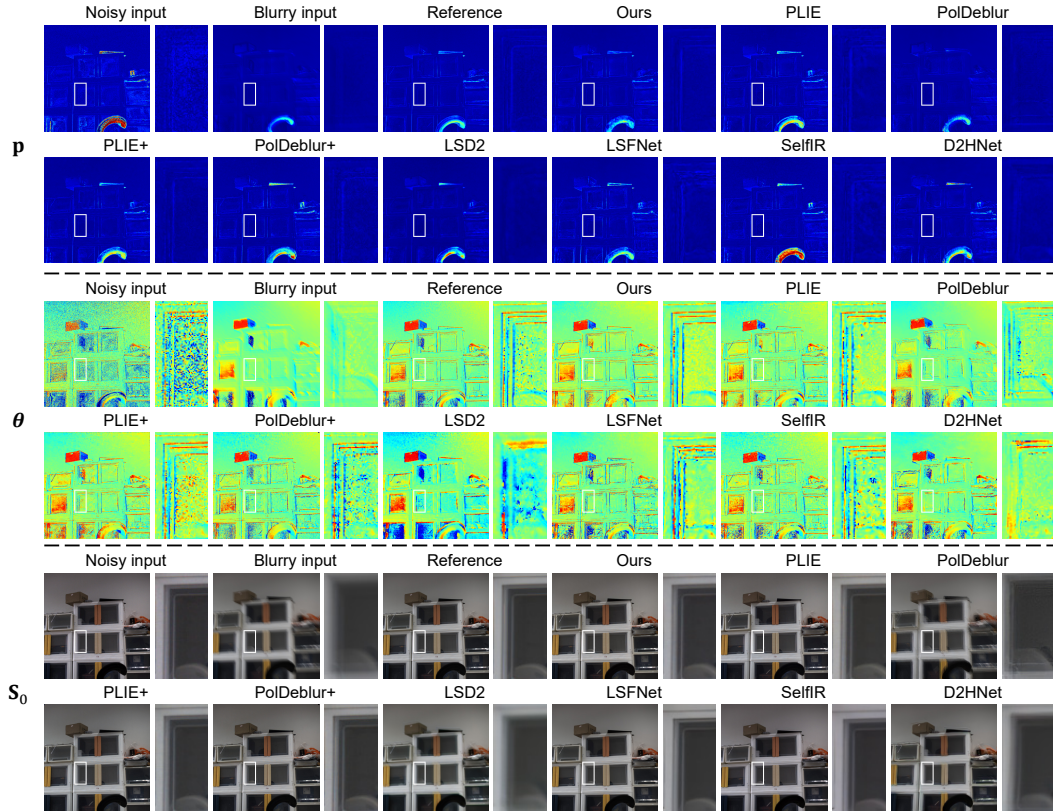 Noisy input Blurry input Reference Ours PLIE PolDeblur
p
PLIE+ PolDeblur+ LSD2 LSFNet SelfIR D2HNet
Noisy input Blurry input Reference Ours PLIE PolDeblur
θ
PLIE+ PolDeblur+ LSD2 LSFNet SelfIR D2HNet
Noisy input Blurry input Reference Ours PLIE PolDeblur
S₀
PLIE+ PolDeblur+ LSD2 LSFNet SelfIR D2HNet